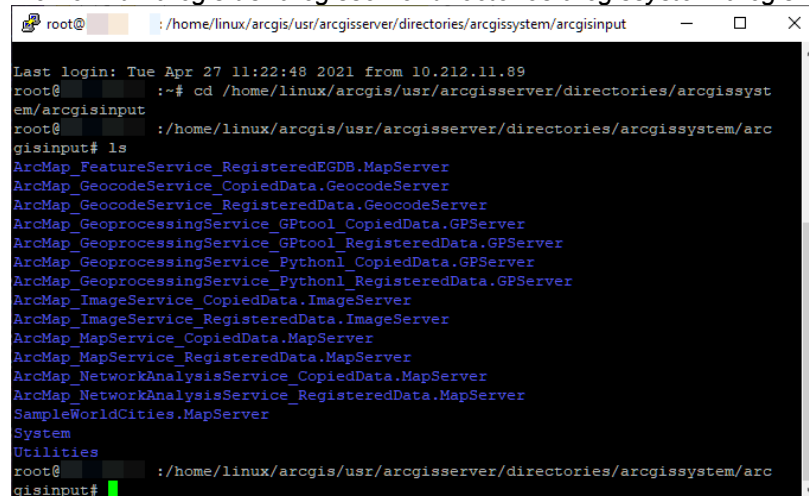 root@ : /home/linux/arcgis/usr/arcgisserver/directories/arcgissystem/arcgisinput
Last login: Tue Apr 27 11:22:48 2021 from 10.212.11.89
root@ :~# cd /home/linux/arcgis/usr/arcgisserver/directories/arcgissyst
em/arcgisinput
root@ :/home/linux/arcgis/usr/arcgisserver/directories/arcgissystem/arc
gisinput# ls
ArcMap_FeatureService_RegisteredEGDB.MapServer
ArcMap_GeocodeService_CopiedData.GeocodeServer
ArcMap_GeocodeService_RegisteredData.GeocodeServer
ArcMap_GeoprocessingService_GPtool_CopiedData.GPServer
ArcMap_GeoprocessingService_GPtool_RegisteredData.GPServer
ArcMap_GeoprocessingService_Python1_CopiedData.GPServer
ArcMap_GeoprocessingService_Python1_RegisteredData.GPServer
ArcMap_ImageService_CopiedData.ImageServer
ArcMap_ImageService_RegisteredData.ImageServer
ArcMap_MapService_CopiedData.MapServer
ArcMap_MapService_RegisteredData.MapServer
ArcMap_NetworkAnalysisService_CopiedData.MapServer
ArcMap_NetworkAnalysisService_RegisteredData.MapServer
SampleWorldCities.MapServer
System
Utilities
root@ :/home/linux/arcgis/usr/arcgisserver/directories/arcgissystem/arc
gisinput#